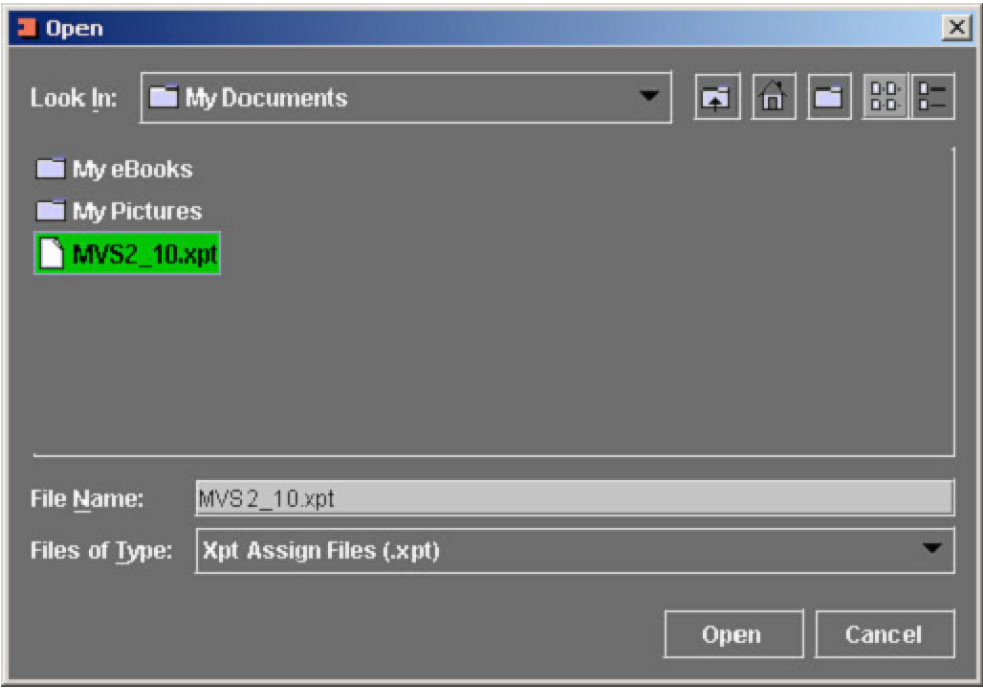 Open
Look In: My Documents
My eBooks
My Pictures
MVS2_10.xpt
File Name: MVS2_10.xpt
Files of Type: Xpt Assign Files (.xpt)
Open Cancel